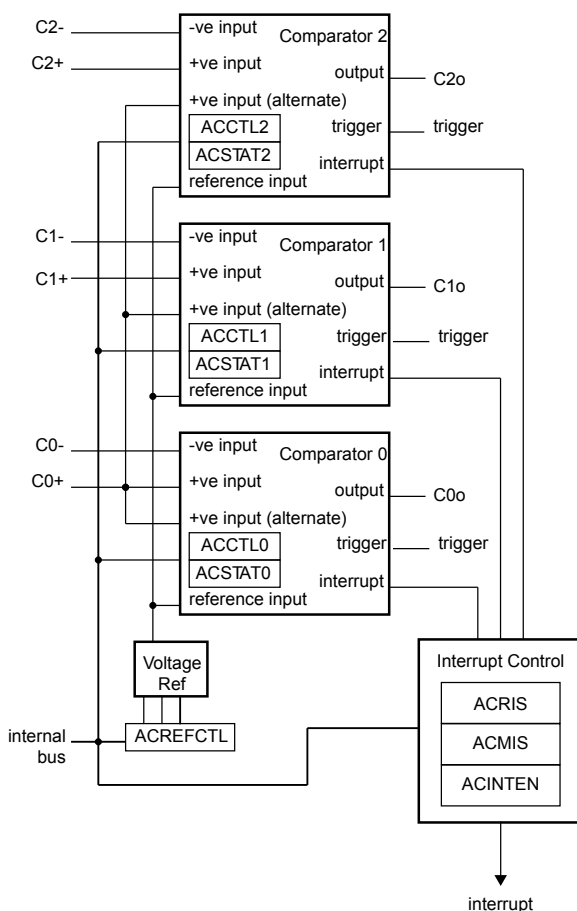 C2-
-ve input
Comparator 2
C2+
+ve input
output
C2o
+ve input (alternate)
ACCTL2
trigger
trigger
ACSTAT2
interrupt
reference input
C1-
-ve input
Comparator 1
C1+
+ve input
output
C1o
+ve input (alternate)
ACCTL1
trigger
trigger
ACSTAT1
interrupt
reference input
C0-
-ve input
Comparator 0
C0+
+ve input
output
C0o
+ve input (alternate)
ACCTL0
trigger
trigger
ACSTAT0
interrupt
reference input
Voltage
Ref
Interrupt Control
ACRIS
internal
bus
ACREFCTL
ACMIS
ACINTEN
interrupt